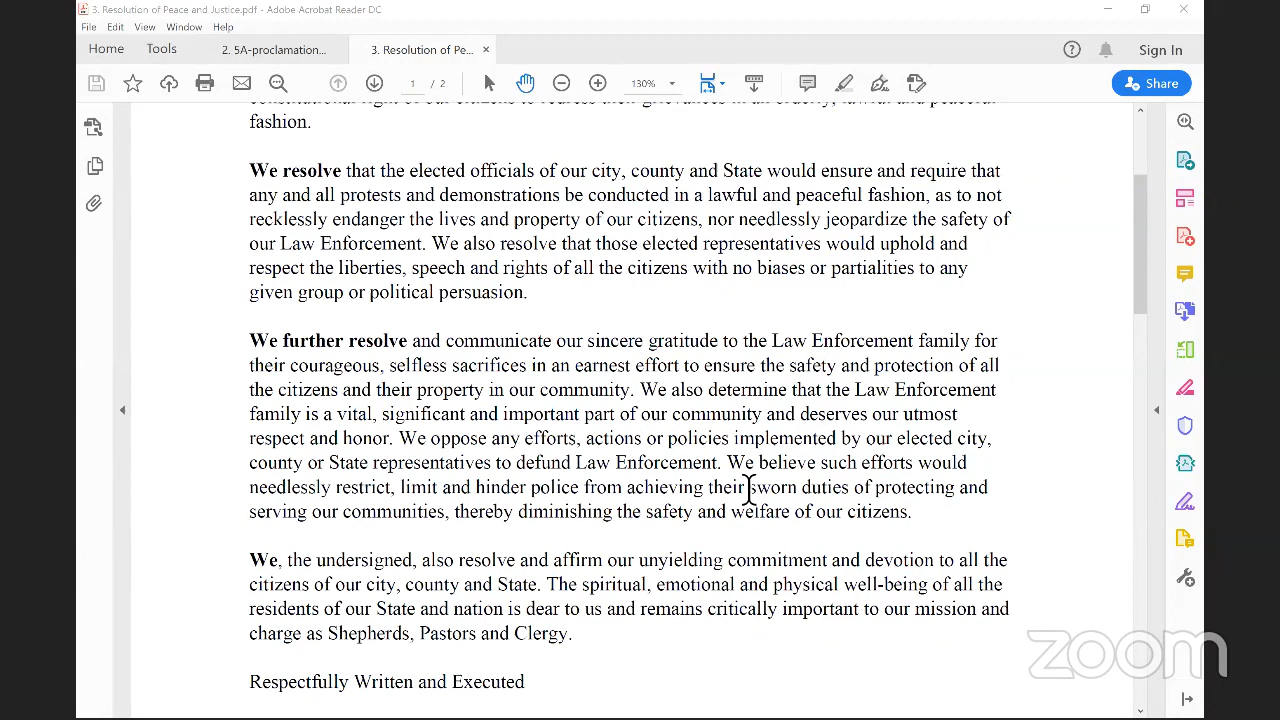 3. Resolution of Peace and Justice.pdf - Adobe Acrobat Reader DC
File Edit View Window Help
Home Tools 2. 5A-proclamation... 3. Resolution of Pe... × Sign In
1 / 2 130% Share
constitutional right of our citizens to redress their grievances in an orderly, lawful and peaceful
fashion.
We resolve that the elected officials of our city, county and State would ensure and require that
any and all protests and demonstrations be conducted in a lawful and peaceful fashion, as to not
recklessly endanger the lives and property of our citizens, nor needlessly jeopardize the safety of
our Law Enforcement. We also resolve that those elected representatives would uphold and
respect the liberties, speech and rights of all the citizens with no biases or partialities to any
given group or political persuasion.
We further resolve and communicate our sincere gratitude to the Law Enforcement family for
their courageous, selfless sacrifices in an earnest effort to ensure the safety and protection of all
the citizens and their property in our community. We also determine that the Law Enforcement
family is a vital, significant and important part of our community and deserves our utmost
respect and honor. We oppose any efforts, actions or policies implemented by our elected city,
county or State representatives to defund Law Enforcement. We believe such efforts would
needlessly restrict, limit and hinder police from achieving their sworn duties of protecting and
serving our communities, thereby diminishing the safety and welfare of our citizens.
We, the undersigned, also resolve and affirm our unyielding commitment and devotion to all the
citizens of our city, county and State. The spiritual, emotional and physical well-being of all the
residents of our State and nation is dear to us and remains critically important to our mission and
charge as Shepherds, Pastors and Clergy.
Respectfully Written and Executed
zoom